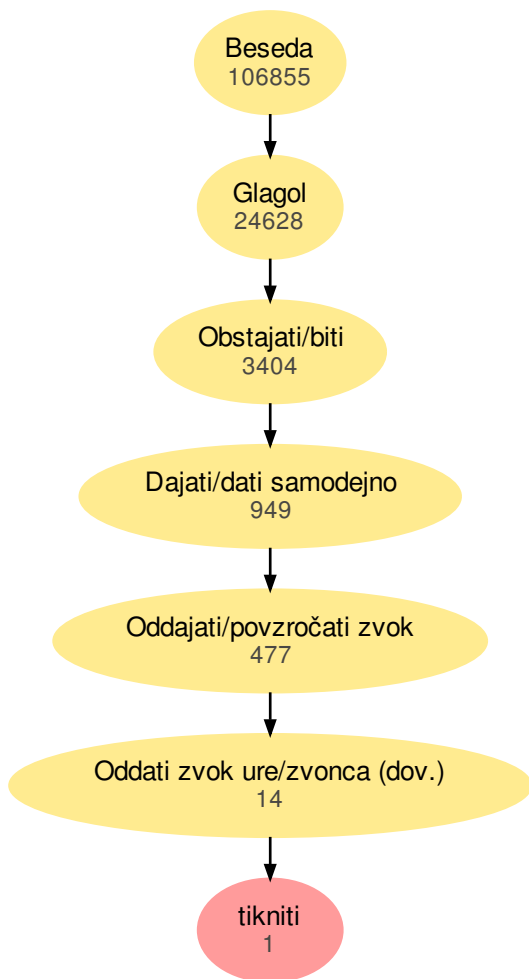 Beseda
106855
Glagol
24628
Obstajati/biti
3404
Dajati/dati samodejno
949
Oddajati/povzročati zvok
477
Oddati zvok ure/zvonca (dov.)
14
tikniti
1